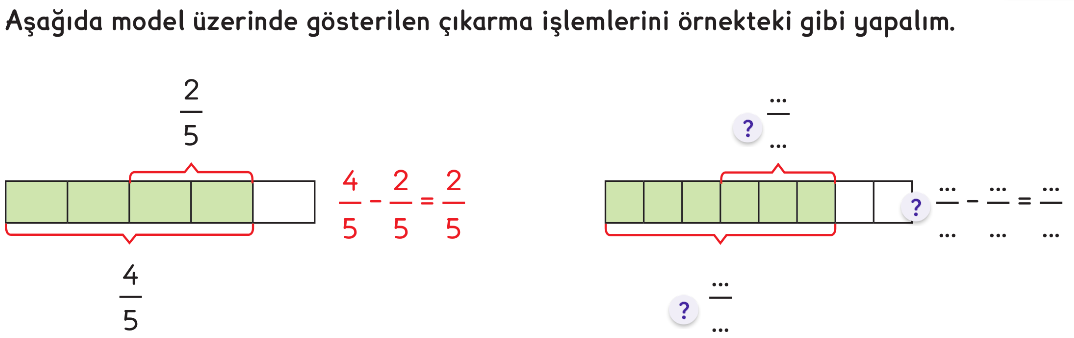 Aşağıda model üzerinde gösterilen çıkarma işlemlerini örnekteki gibi yapalım.
2
5
4 2 2
— - — = —
5 5 5
4
5
...
?
...
? ... - ... = ...
... ... ...
...
?
...